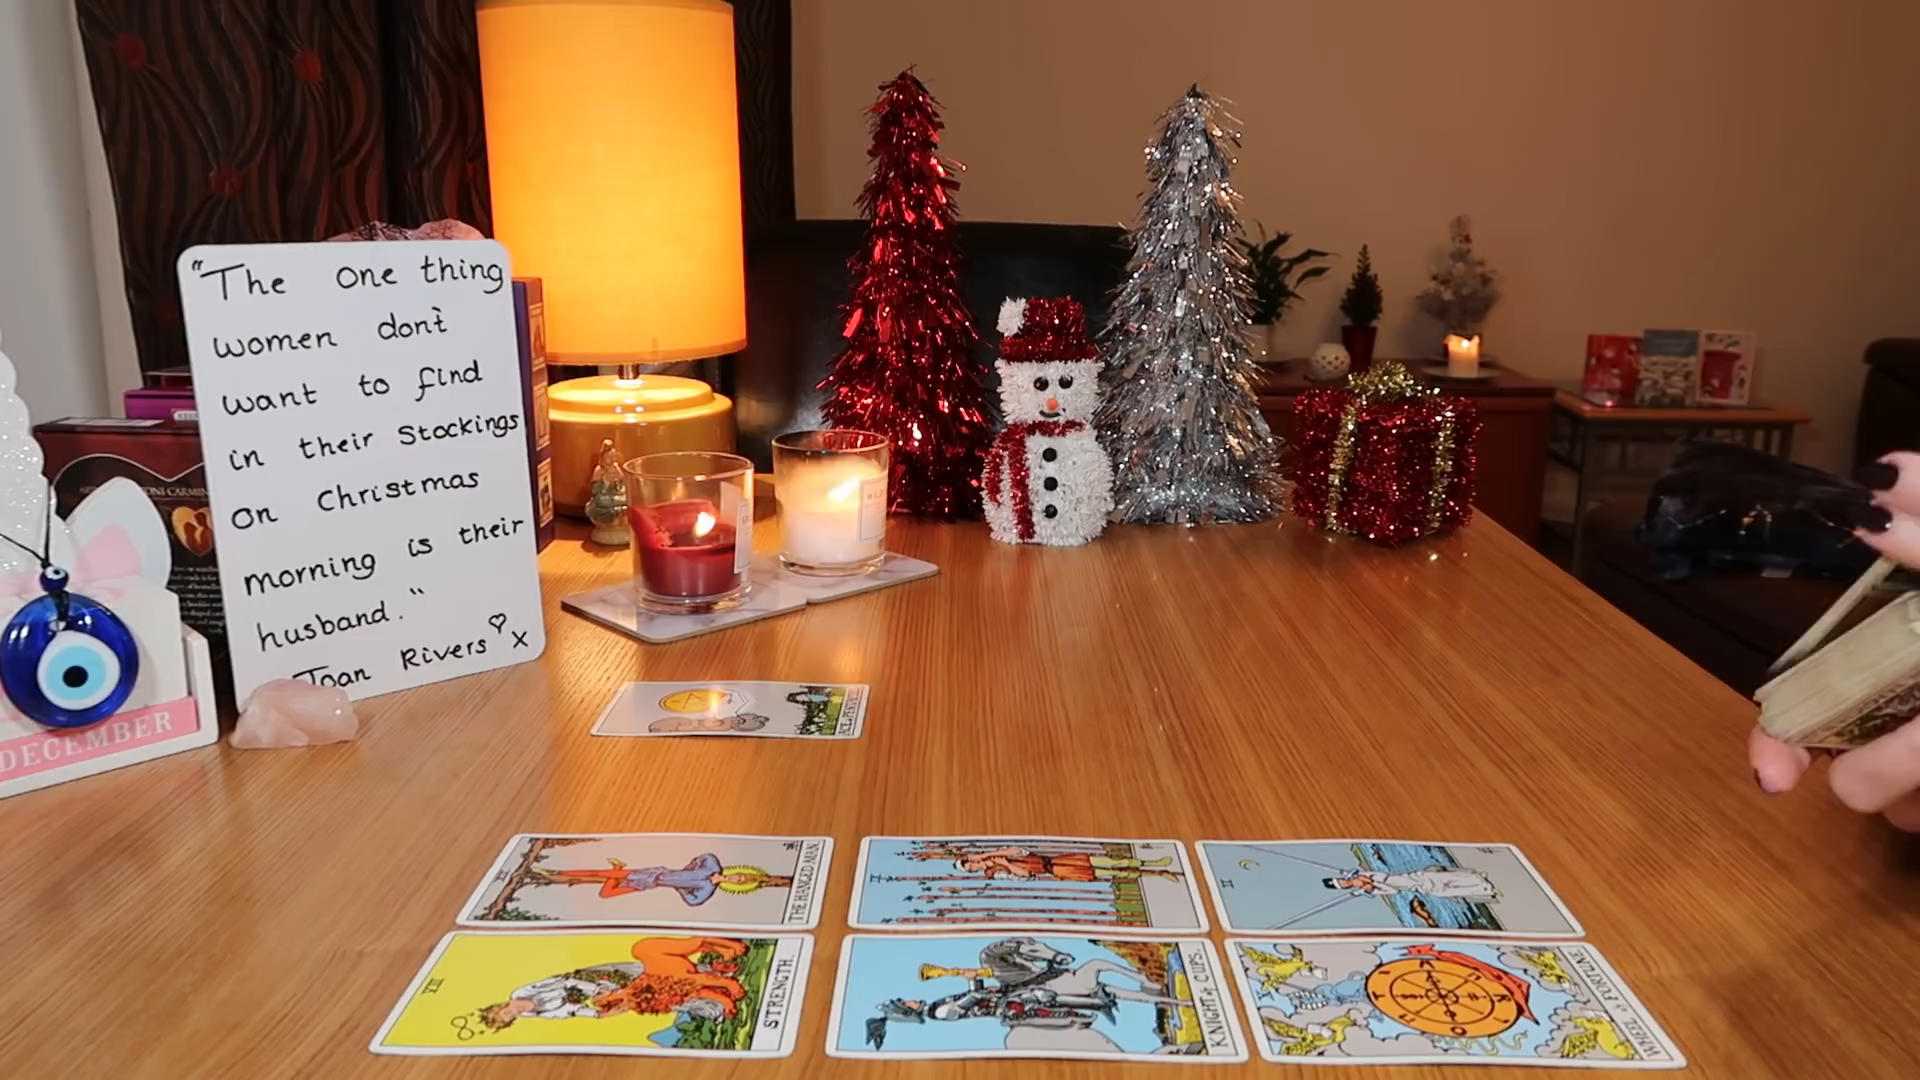 "The one thing
women don't
want to find
in their Stockings
on Christmas
morning is their
husband."
Joan Rivers ♡ x
DECEMBER
THE HANGED MAN.
II
STRENGTH.
KNIGHT of CUPS.
WHEEL of FORTUNE